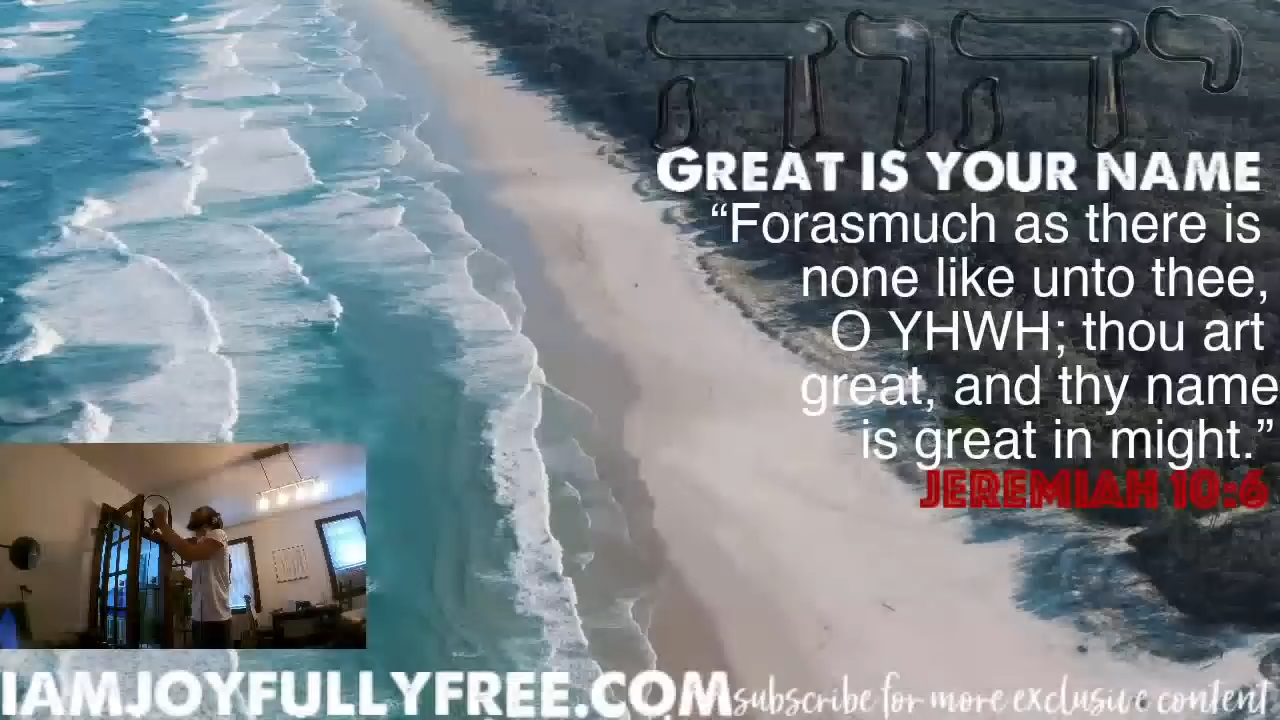 יהוה
GREAT IS YOUR NAME
“Forasmuch as there is
none like unto thee,
O YHWH; thou art
great, and thy name
is great in might.”
JEREMIAH 10:6
IAMJOYFULLYFREE.COM subscribe for more exclusive content